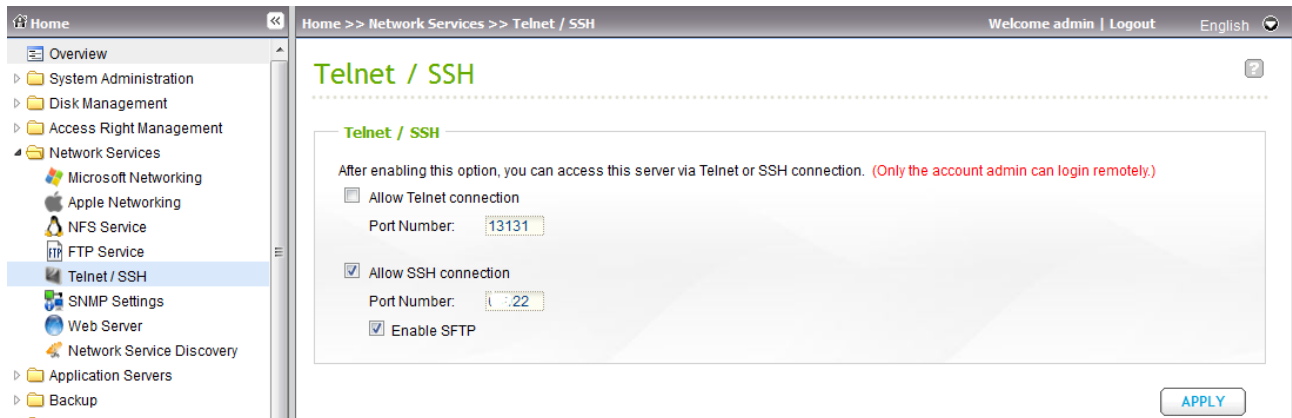 Home
Home >> Network Services >> Telnet / SSH
Welcome admin | Logout
English
Overview
System Administration
Disk Management
Access Right Management
Network Services
Microsoft Networking
Apple Networking
NFS Service
FTP
FTP Service
Telnet / SSH
SNMP Settings
Web Server
Network Service Discovery
Application Servers
Backup
Telnet / SSH
?
Telnet / SSH
After enabling this option, you can access this server via Telnet or SSH connection. (Only the account admin can login remotely.)
Allow Telnet connection
Port Number: 13131
Allow SSH connection
Port Number: 22
Enable SFTP
APPLY